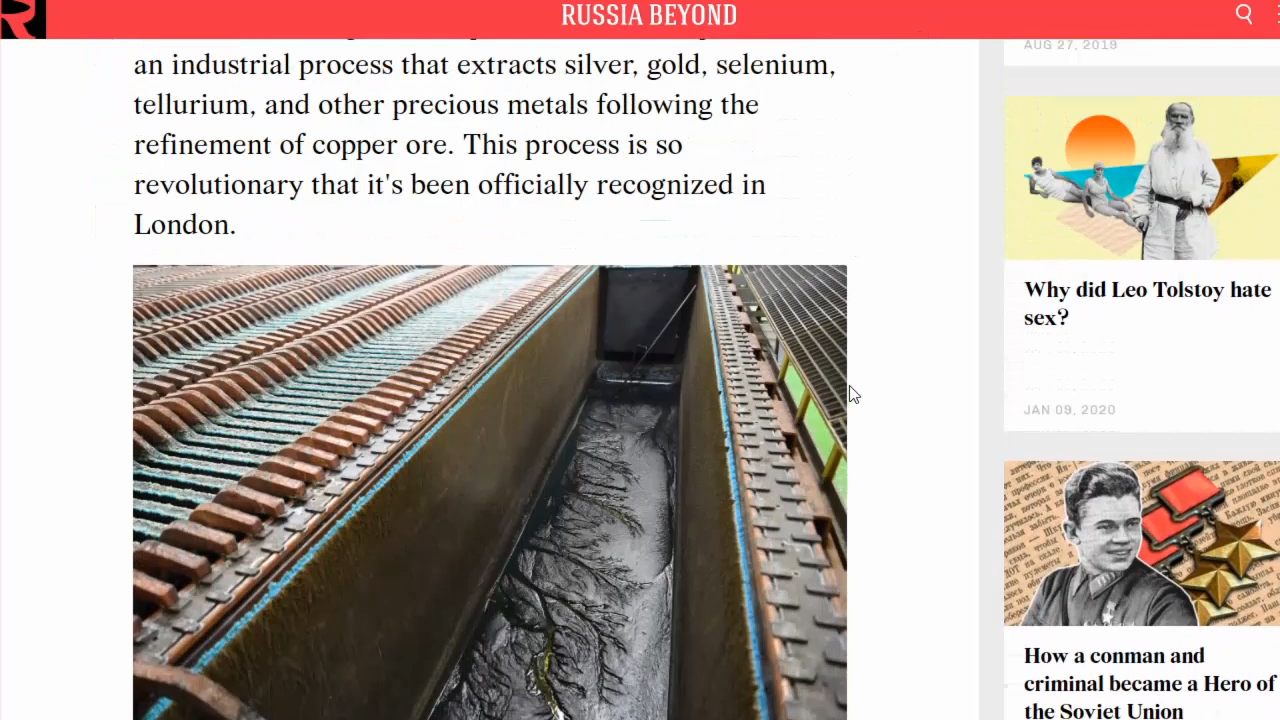 RUSSIA BEYOND
an industrial process that extracts silver, gold, selenium,
tellurium, and other precious metals following the
refinement of copper ore. This process is so
revolutionary that it's been officially recognized in
London.
AUG 27, 2019
Why did Leo Tolstoy hate
sex?
JAN 09, 2020
How a conman and
criminal became a Hero of
the Soviet Union